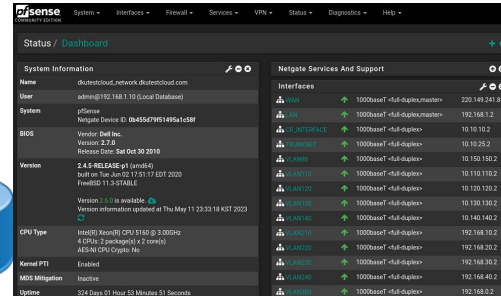 pfsense
COMMUNITY EDITION
System Interfaces Firewall Services VPN Status Diagnostics Help
Status / Dashboard
System Information
Name dkutestcloud_network.dkutestcloud.com
User admin@192.168.1.10 (Local Database)
System pfSense
Netgate Device ID: 0b455d79f51495a1c58f
BIOS Vendor: Dell Inc.
Version: 2.7.0
Release Date: Sat Oct 30 2010
Version 2.4.5-RELEASE-p1 (amd64)
built on Tue Jun 02 17:51:17 EDT 2020
FreeBSD 11.3-STABLE
Version 2.6.0 is available.
Version information updated at Thu May 11 23:33:18 KST 2023
CPU Type Intel(R) Xeon(R) CPU 5160 @ 3.00GHz
4 CPUs: 2 package(s) x 2 core(s)
AES-NI CPU Crypto: No
Kernel PTI Enabled
MDS Mitigation Inactive
Uptime 324 Days 01 Hour 53 Minutes 51 Seconds
Netgate Services And Support
Interfaces
WAN 1000baseT <full-duplex,master> 220.149.241.8
LAN 1000baseT <full-duplex,master> 192.168.1.2
CB_INTERFACE 1000baseT <full-duplex> 10.10.10.2
TRUNKNET 1000baseT <full-duplex> 10.10.25.2
VLAN80 1000baseT <full-duplex> 10.150.150.2
VLAN110 1000baseT <full-duplex> 10.110.110.2
VLAN120 1000baseT <full-duplex> 10.120.120.2
VLAN130 1000baseT <full-duplex> 10.130.130.2
VLAN140 1000baseT <full-duplex> 10.140.140.2
VLAN210 1000baseT <full-duplex> 192.168.10.2
VLAN220 1000baseT <full-duplex> 192.168.20.2
VLAN230 1000baseT <full-duplex> 192.168.30.2
VLAN240 1000baseT <full-duplex> 192.168.40.2
VLAN300 1000baseT <full-duplex> 192.168.0.2